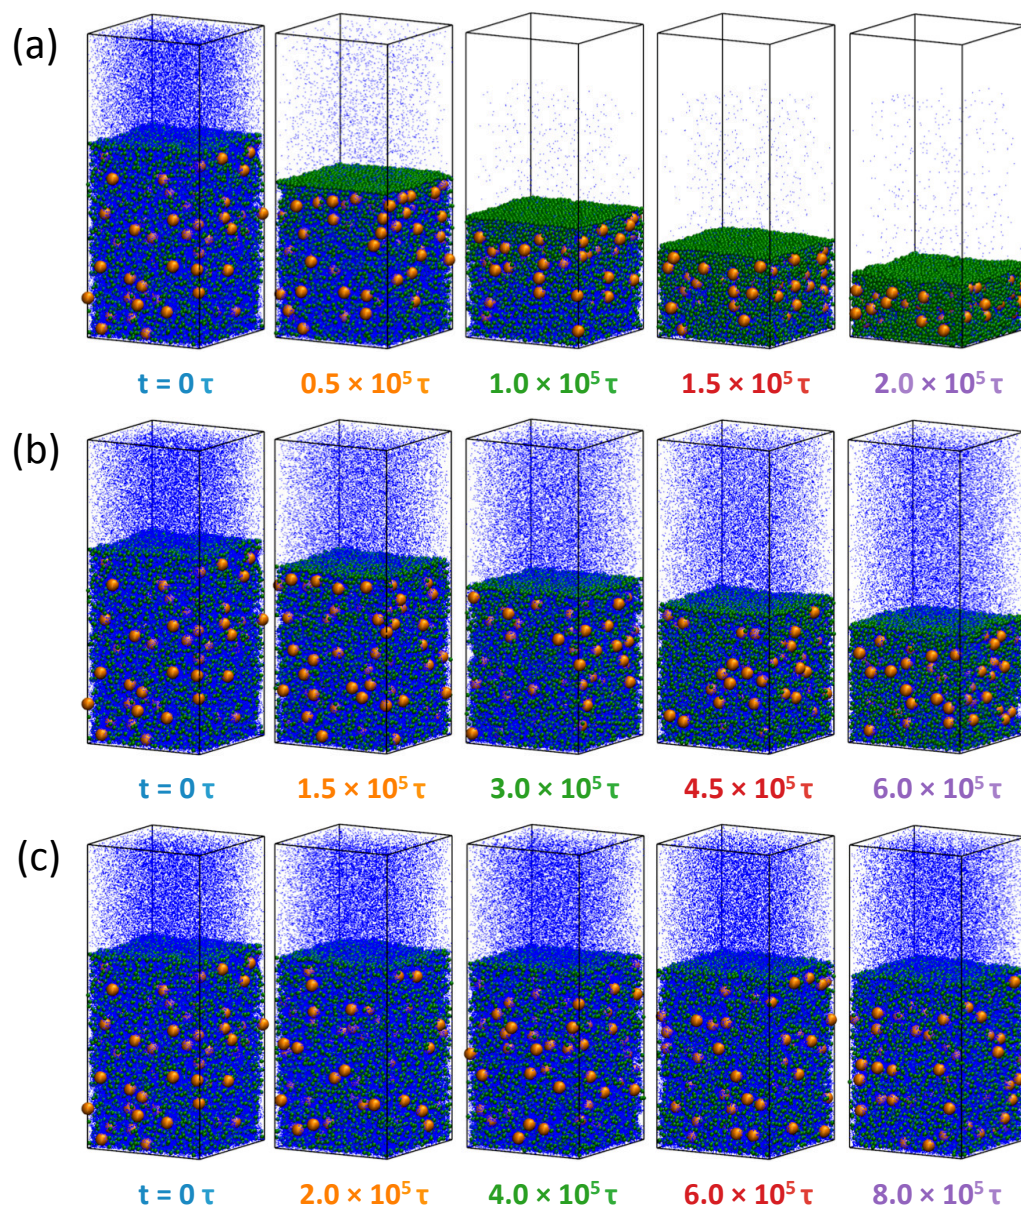 (a)
t = 0 τ 0.5 × 10⁵ τ 1.0 × 10⁵ τ 1.5 × 10⁵ τ 2.0 × 10⁵ τ
(b)
t = 0 τ 1.5 × 10⁵ τ 3.0 × 10⁵ τ 4.5 × 10⁵ τ 6.0 × 10⁵ τ
(c)
t = 0 τ 2.0 × 10⁵ τ 4.0 × 10⁵ τ 6.0 × 10⁵ τ 8.0 × 10⁵ τ